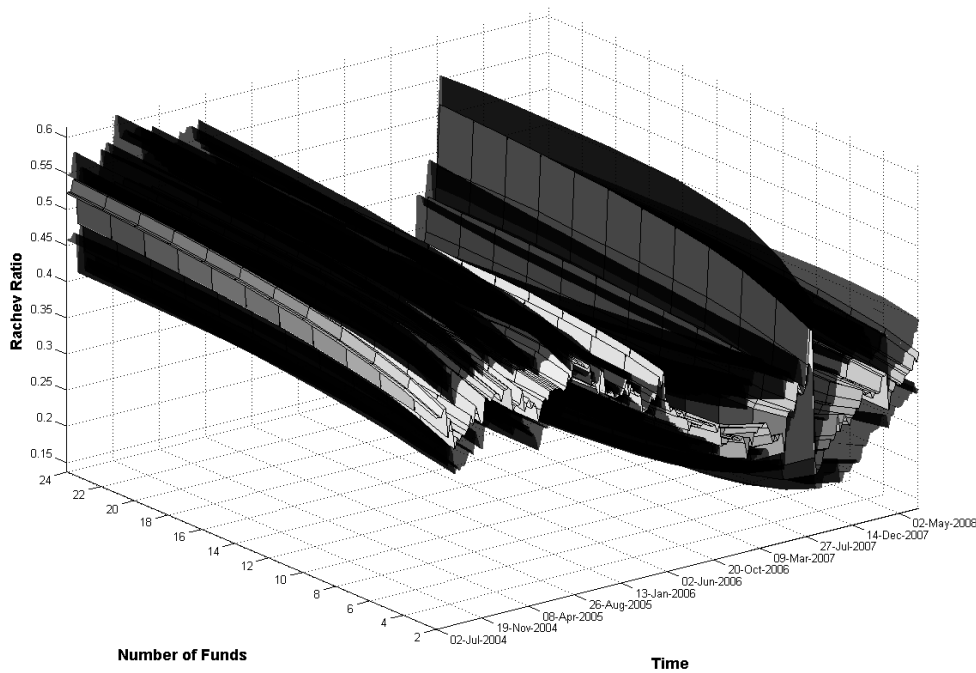 0.6
0.55
0.5
0.45
0.4
0.35
0.3
0.25
0.2
0.15
Rachev Ratio
24
22
20
18
16
14
12
10
8
6
4
2
Number of Funds
02-Jul-2004
19-Nov-2004
08-Apr-2005
26-Aug-2005
13-Jan-2006
02-Jun-2006
20-Oct-2006
09-Mar-2007
27-Jul-2007
14-Dec-2007
02-May-2008
Time